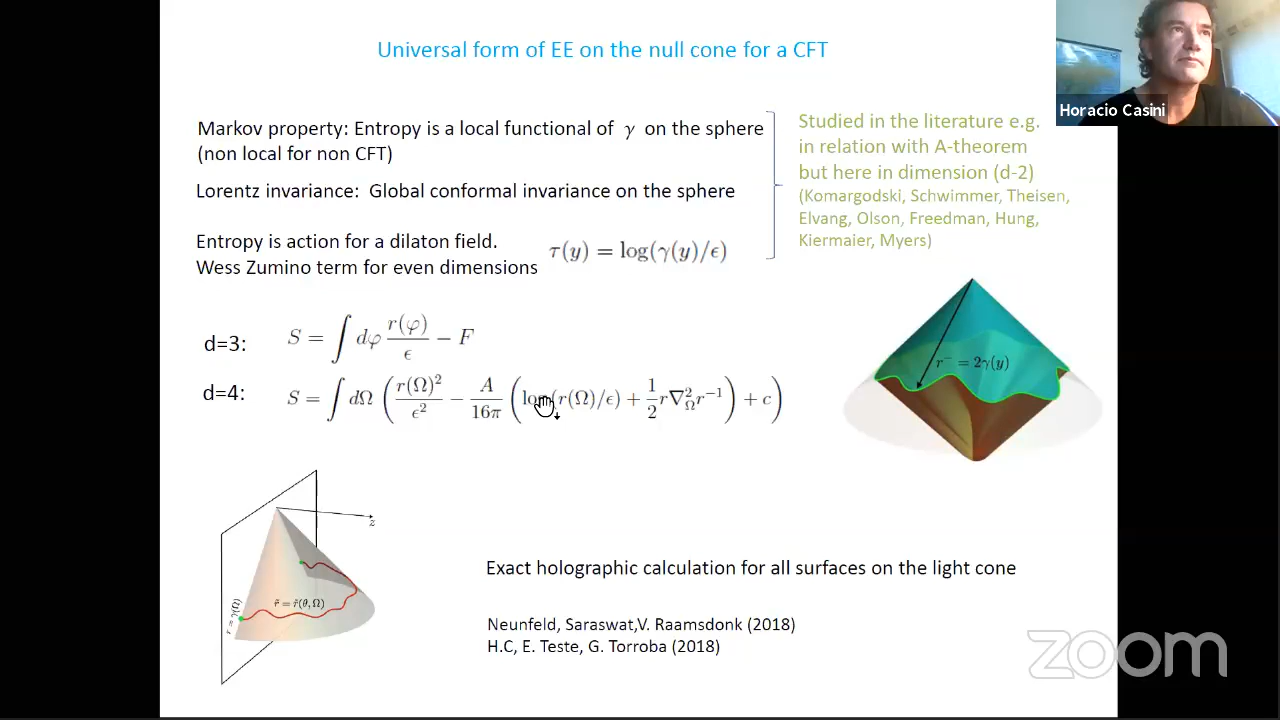 Universal form of EE on the null cone for a CFT
Horacio Casini
Markov property: Entropy is a local functional of γ on the sphere
(non local for non CFT)
Lorentz invariance: Global conformal invariance on the sphere
Entropy is action for a dilaton field.
Wess Zumino term for even dimensions
τ(y) = log(γ(y)/ϵ)
Studied in the literature e.g.
in relation with A-theorem
but here in dimension (d-2)
(Komargodski, Schwimmer, Theisen,
Elvang, Olson, Freedman, Hung,
Kiermaier, Myers)
d=3: S = ∫ dφ r(φ)/ϵ − F
d=4: S = ∫ dΩ ( r(Ω)²/ϵ² − A/16π ( log(r(Ω)/ϵ) + 1/2 r∇²_Ω r⁻¹ ) + c )
r⁻ = 2γ(y)
z
r̃ = r̃(θ, Ω)
r = γ(Ω)
Exact holographic calculation for all surfaces on the light cone
Neunfeld, Saraswat,V. Raamsdonk (2018)
H.C, E. Teste, G. Torroba (2018)
zoom